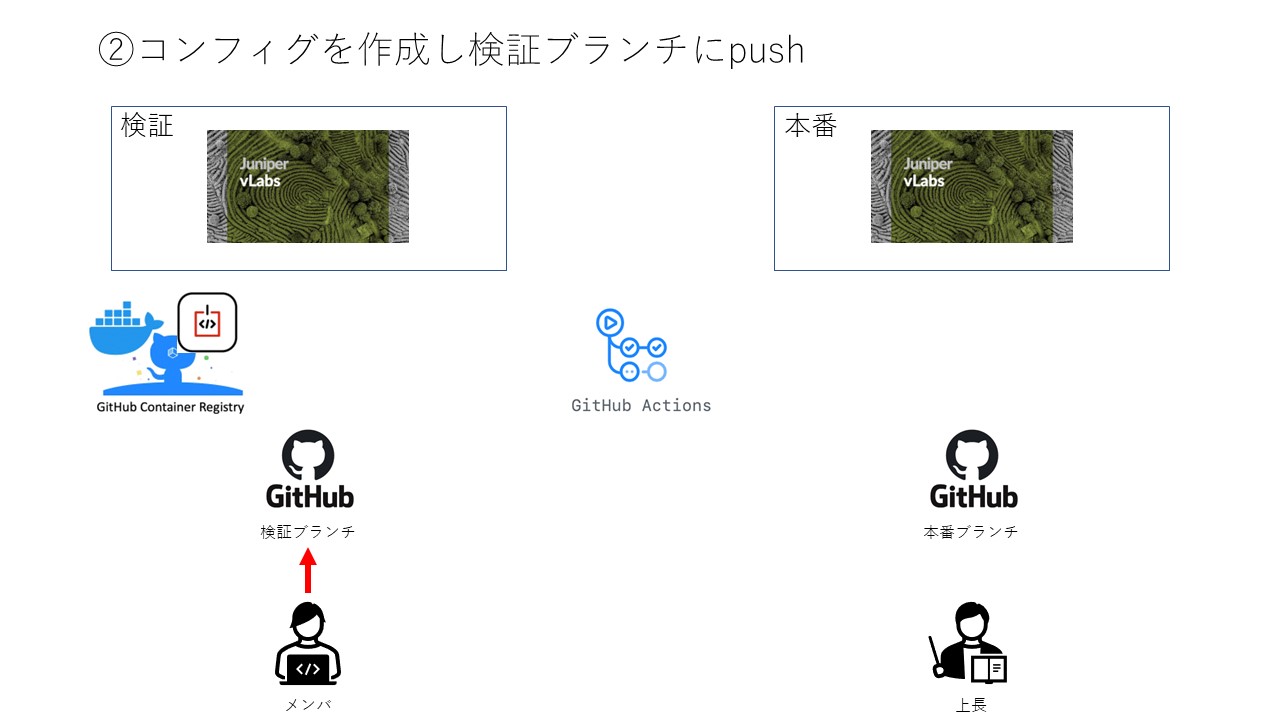 ②コンフィグを作成し検証ブランチにpush
検証
Juniper
vLabs
本番
Juniper
vLabs
</>
GitHub Container Registry
GitHub Actions
GitHub
検証ブランチ
GitHub
本番ブランチ
</>
メンバ
上長